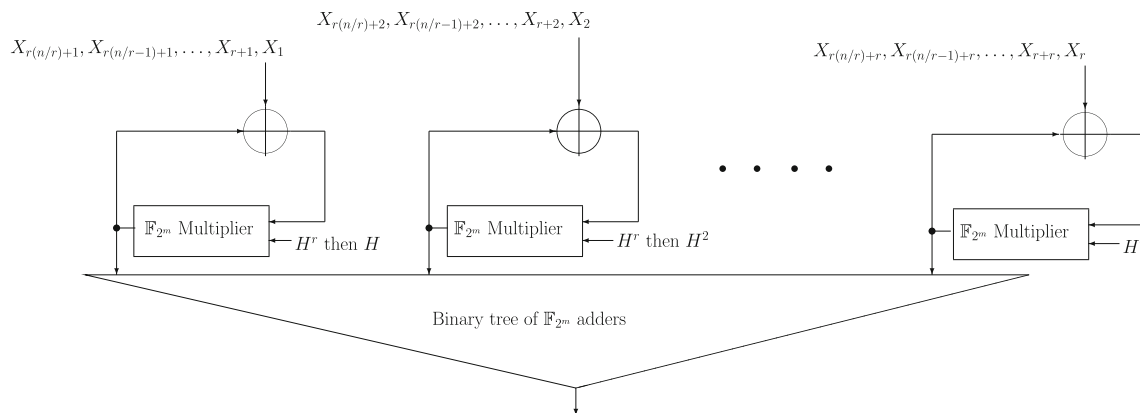 X_{r(n/r)+1}, X_{r(n/r-1)+1}, . . . , X_{r+1}, X_1
X_{r(n/r)+2}, X_{r(n/r-1)+2}, . . . , X_{r+2}, X_2
X_{r(n/r)+r}, X_{r(n/r-1)+r}, . . . , X_{r+r}, X_r
𝔽_{2^m} Multiplier
H^r then H
𝔽_{2^m} Multiplier
H^r then H^2
𝔽_{2^m} Multiplier
H
Binary tree of 𝔽_{2^m} adders